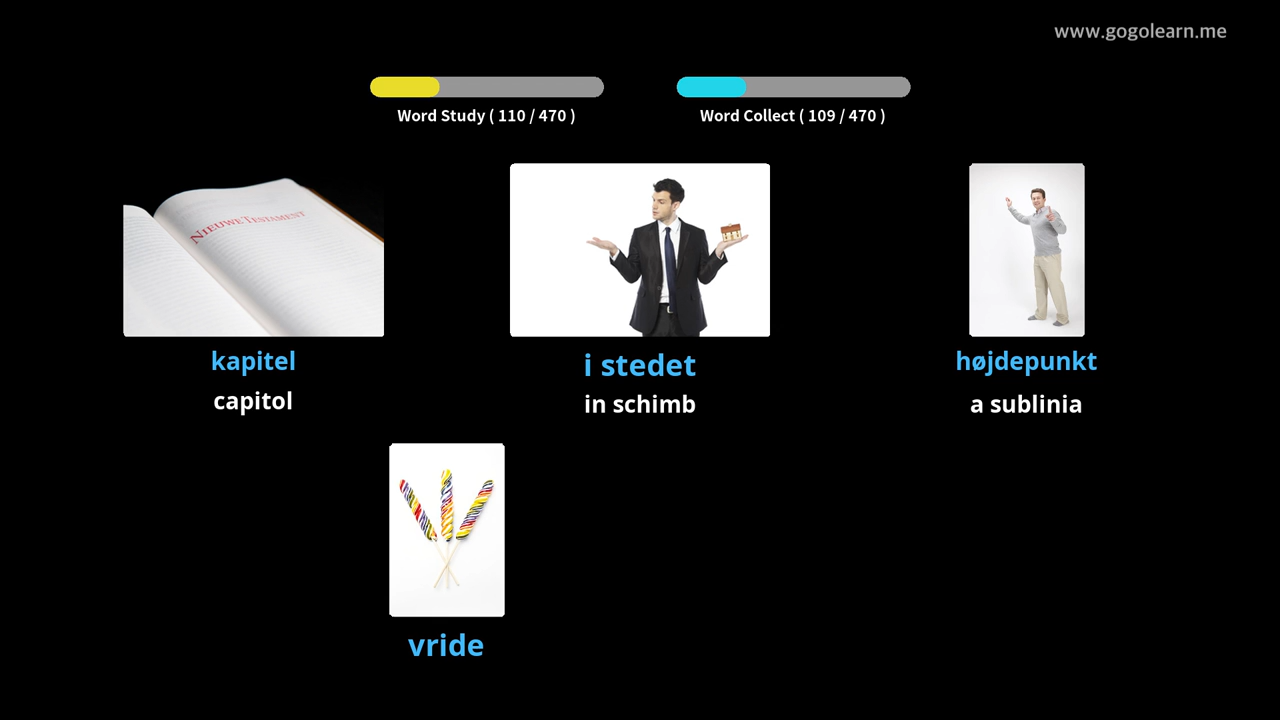 www.gogolearn.me
Word Study ( 110 / 470 )
Word Collect ( 109 / 470 )
NIEUWE TESTAMENT
kapitel
capitol
i stedet
in schimb
højdepunkt
a sublinia
vride